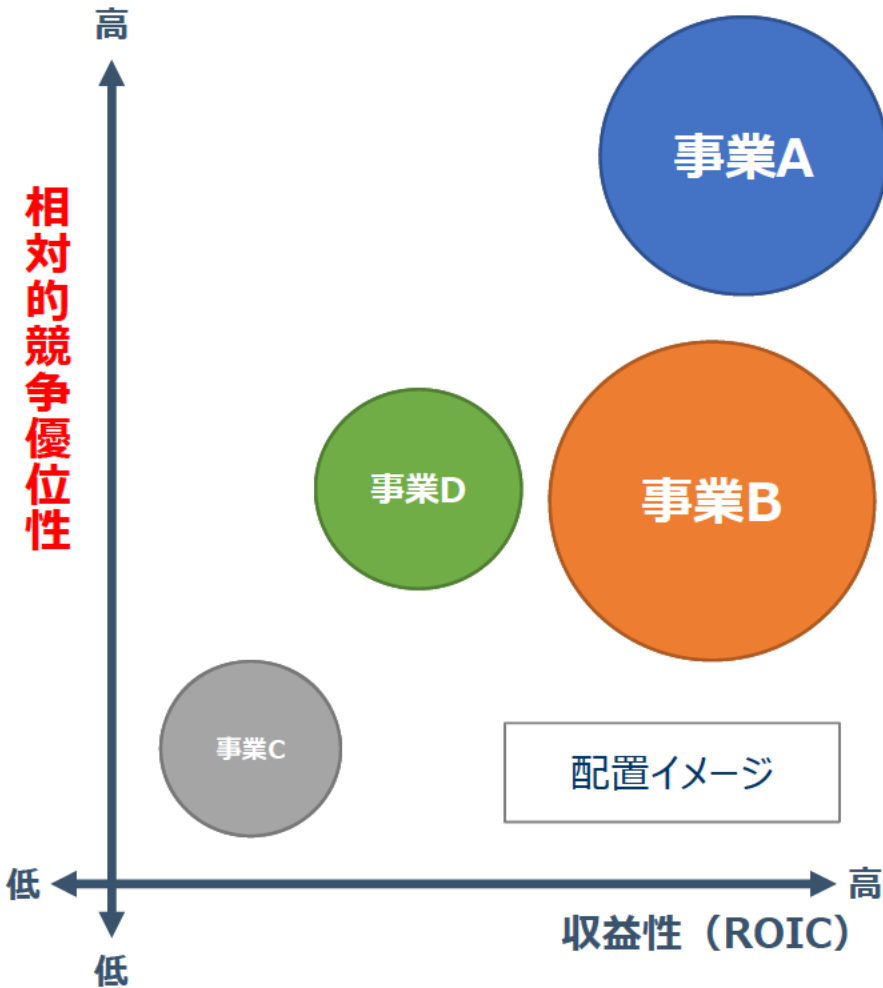 高
相対的競争優位性
事業A
事業D
事業B
事業C
配置イメージ
低
高
収益性（ROIC）
低